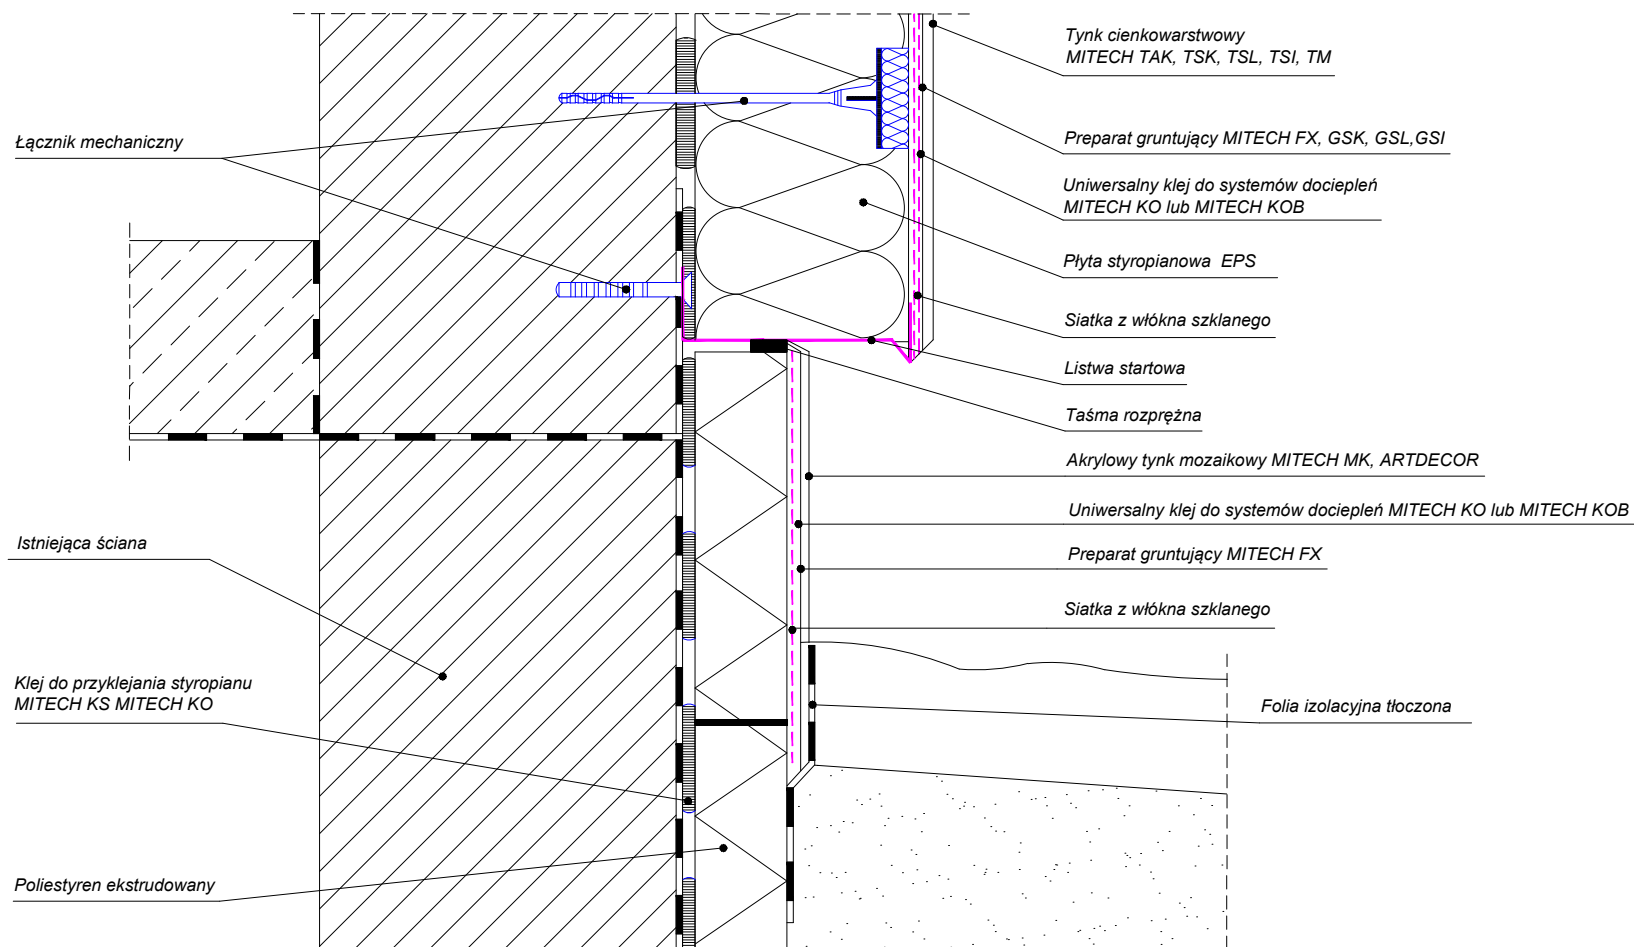 Tynk cienkowarstwowy
MITECH TAK, TSK, TSL, TSI, TM
Łącznik mechaniczny
Preparat gruntujący MITECH FX, GSK, GSL,GSI
Uniwersalny klej do systemów dociepleń
MITECH KO lub MITECH KOB
Płyta styropianowa EPS
Siatka z włókna szklanego
Listwa startowa
Taśma rozprężna
Akrylowy tynk mozaikowy MITECH MK, ARTDECOR
Uniwersalny klej do systemów dociepleń MITECH KO lub MITECH KOB
Istniejąca ściana
Preparat gruntujący MITECH FX
Siatka z włókna szklanego
Klej do przyklejania styropianu
MITECH KS MITECH KO
Folia izolacyjna tłoczona
Poliestyren ekstrudowany